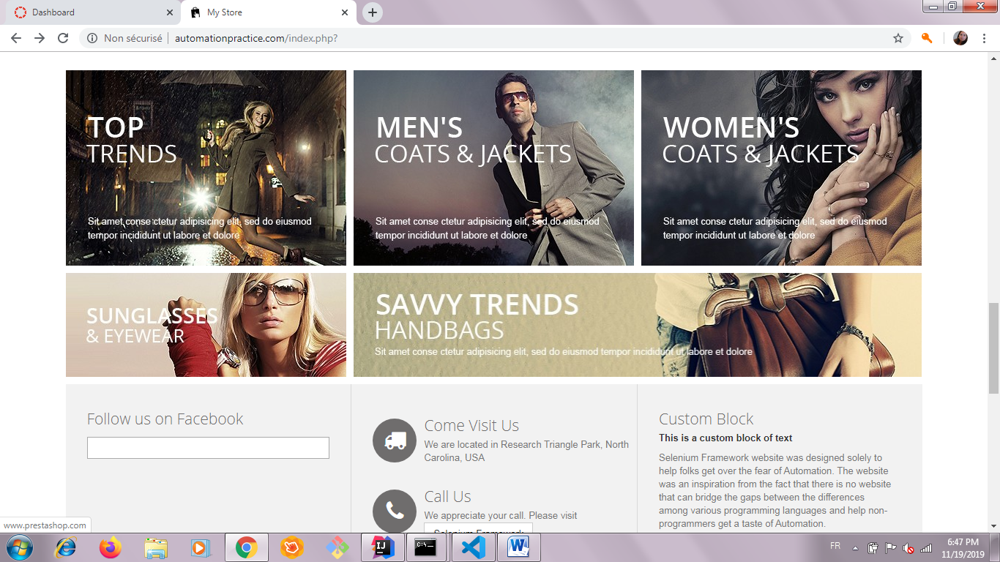 Dashboard
My Store
Non sécurisé
automationpractice.com/index.php?
TOP
TRENDS
Sit amet conse ctetur adipisicing elit, sed do eiusmod
tempor incididunt ut labore et dolore
MEN'S
COATS & JACKETS
Sit amet conse ctetur adipisicing elit, sed do eiusmod
tempor incididunt ut labore et dolore
WOMEN'S
COATS & JACKETS
Sit amet conse ctetur adipisicing elit, sed do eiusmod
tempor incididunt ut labore et dolore
SUNGLASSES
& EYEWEAR
SAVVY TRENDS
HANDBAGS
Sit amet conse ctetur adipisicing elit, sed do eiusmod tempor incididunt ut labore et dolore
Follow us on Facebook
Come Visit Us
We are located in Research Triangle Park, North
Carolina, USA
Call Us
We appreciate your call. Please visit
Selenium Framework
Custom Block
This is a custom block of text
Selenium Framework website was designed solely to
help folks get over the fear of Automation. The website
was an inspiration from the fact that there is no website
that can bridge the gaps between the differences
among various programming languages and help non-
programmers get a taste of Automation.
www.prestashop.com
IJ
C:\_
W
FR
6:47 PM
11/19/2019